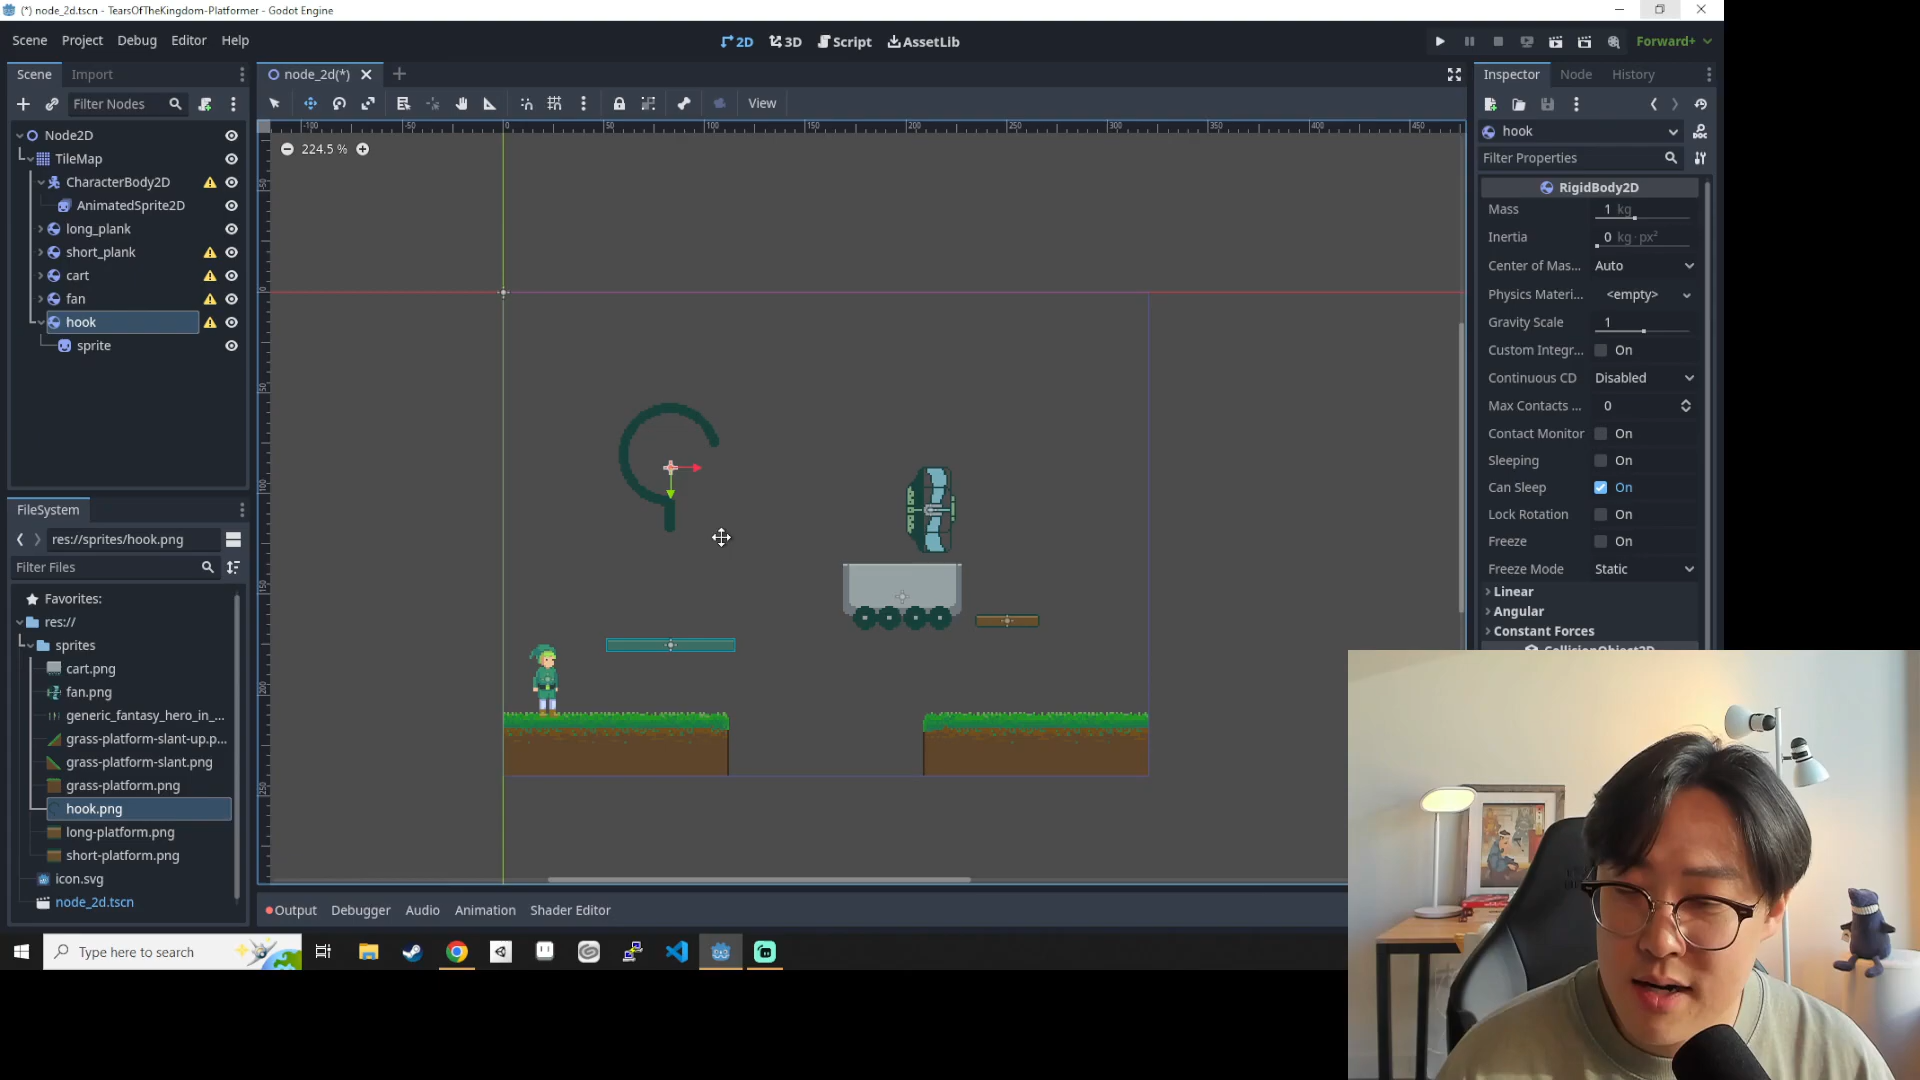 (*) node_2d.tscn - TearsOfTheKingdom-Platformer - Godot Engine
Scene Project Debug Editor Help
2D 3D Script AssetLib
Forward+
Scene Import
node_2d(*)
Inspector Node History
Filter Nodes
View
Node2D
TileMap
CharacterBody2D
AnimatedSprite2D
long_plank
short_plank
cart
fan
hook
sprite
224.5 %
hook
Filter Properties
RigidBody2D
Mass 1 kg
Inertia 0 kg·px²
Center of Mas... Auto
Physics Materi... <empty>
Gravity Scale 1
Custom Integr... On
Continuous CD Disabled
Max Contacts ... 0
Contact Monitor On
Sleeping On
Can Sleep On
Lock Rotation On
Freeze On
Freeze Mode Static
Linear
Angular
Constant Forces
FileSystem
res://sprites/hook.png
Filter Files
Favorites:
res://
sprites
cart.png
fan.png
generic_fantasy_hero_in_...
grass-platform-slant-up.p...
grass-platform-slant.png
grass-platform.png
hook.png
long-platform.png
short-platform.png
icon.svg
node_2d.tscn
Output Debugger Audio Animation Shader Editor
Type here to search